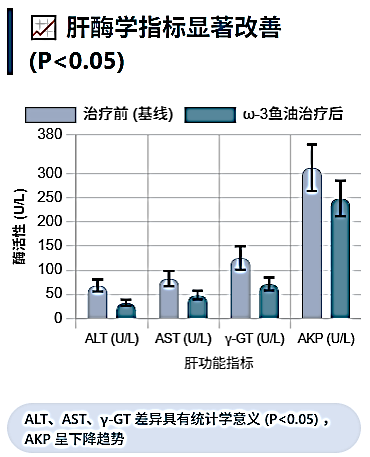 肝酶学指标显著改善
(P<0.05)
治疗前 (基线)
ω-3鱼油治疗后
酶活性 (U/L)
380
300
250
200
150
100
50
0
ALT (U/L)
AST (U/L)
γ-GT (U/L)
AKP (U/L)
肝功能指标
ALT、AST、γ-GT 差异具有统计学意义 (P<0.05) ，
AKP 呈下降趋势